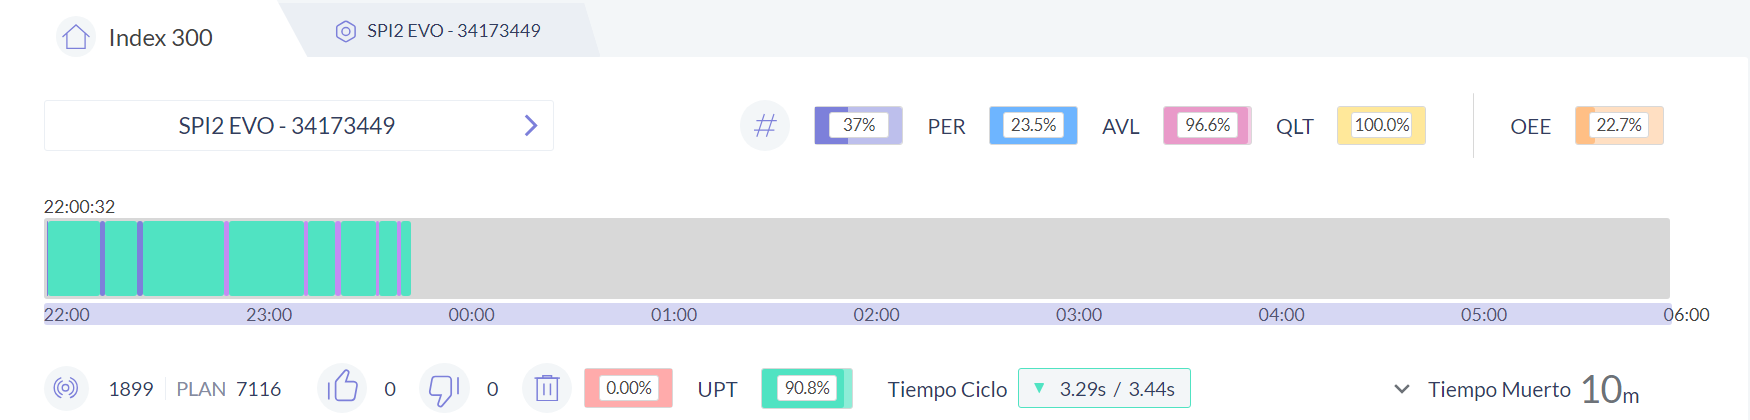 Index 300
SPI2 EVO - 34173449
SPI2 EVO - 34173449
# 37% PER 23.5% AVL 96.6% QLT 100.0% OEE 22.7%
22:00:32
22:00 23:00 00:00 01:00 02:00 03:00 04:00 05:00 06:00
1899 PLAN 7116 0 0 0.00% UPT 90.8% Tiempo Ciclo ▼ 3.29s / 3.44s Tiempo Muerto 10m